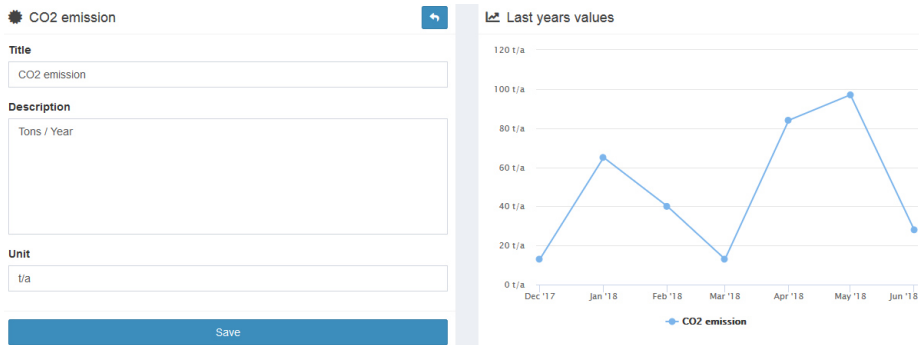 CO2 emission
Title
CO2 emission
Description
Tons / Year
Unit
t/a
Save
Last years values
120 t/a
100 t/a
80 t/a
60 t/a
40 t/a
20 t/a
0 t/a
Dec '17 Jan '18 Feb '18 Mar '18 Apr '18 May '18 Jun '18
CO2 emission